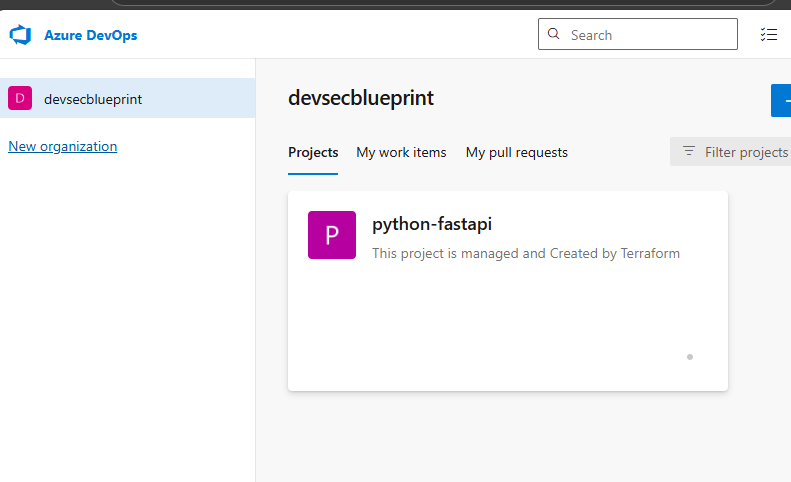 Azure DevOps
Search
D
devsecblueprint
New organization
devsecblueprint
Projects
My work items
My pull requests
Filter projects
P
python-fastapi
This project is managed and Created by Terraform